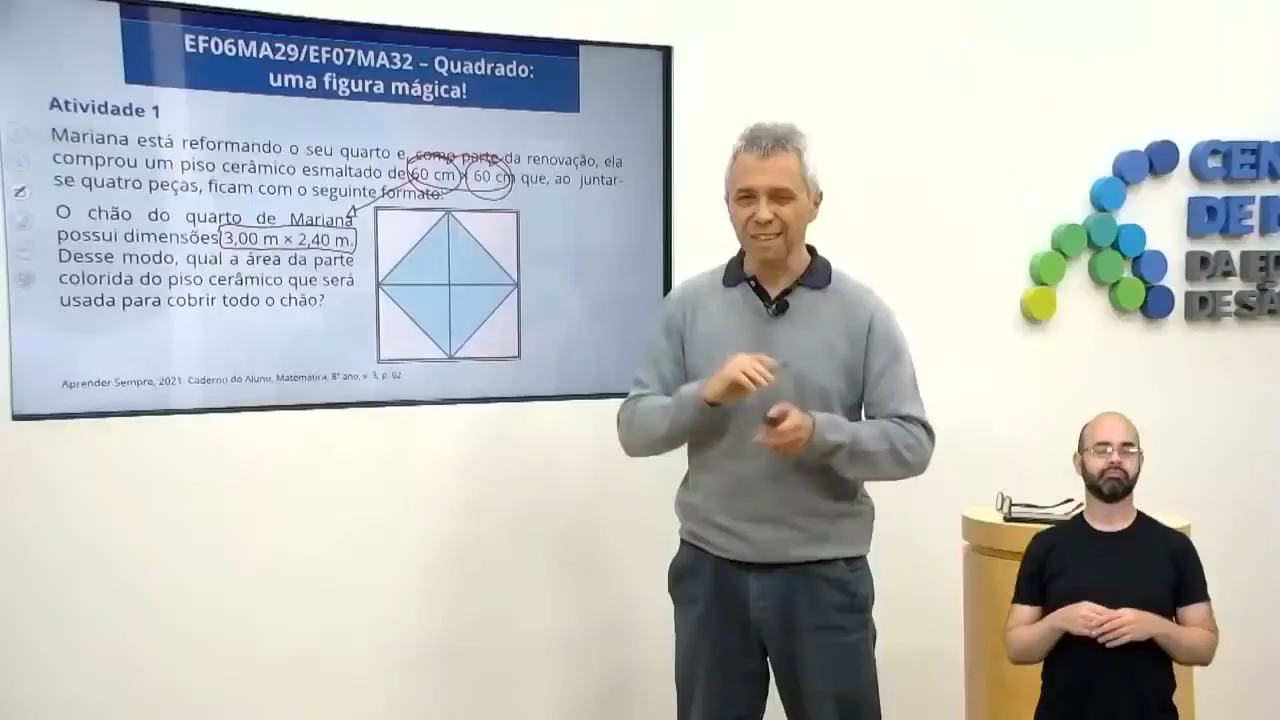 EF06MA29/EF07MA32 – Quadrado:
uma figura mágica!
Atividade 1
Mariana está reformando o seu quarto e, como parte da renovação, ela
comprou um piso cerâmico esmaltado de 60 cm × 60 cm que, ao juntar-
se quatro peças, ficam com o seguinte formato:
O chão do quarto de Mariana
possui dimensões 3,00 m × 2,40 m.
Desse modo, qual a área da parte
colorida do piso cerâmico que será
usada para cobrir todo o chão?
Aprender Sempre, 2021. Caderno do Aluno, Matemática, 8º ano, v. 3, p. 62.
CEN
DE
DA ED
DE SÃ